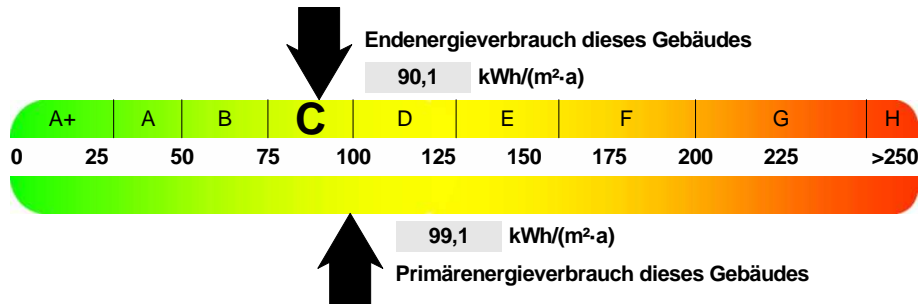 Endenergieverbrauch dieses Gebäudes
90,1 kWh/(m²·a)
A+ A B C D E F G H
0 25 50 75 100 125 150 175 200 225 >250
99,1 kWh/(m²·a)
Primärenergieverbrauch dieses Gebäudes